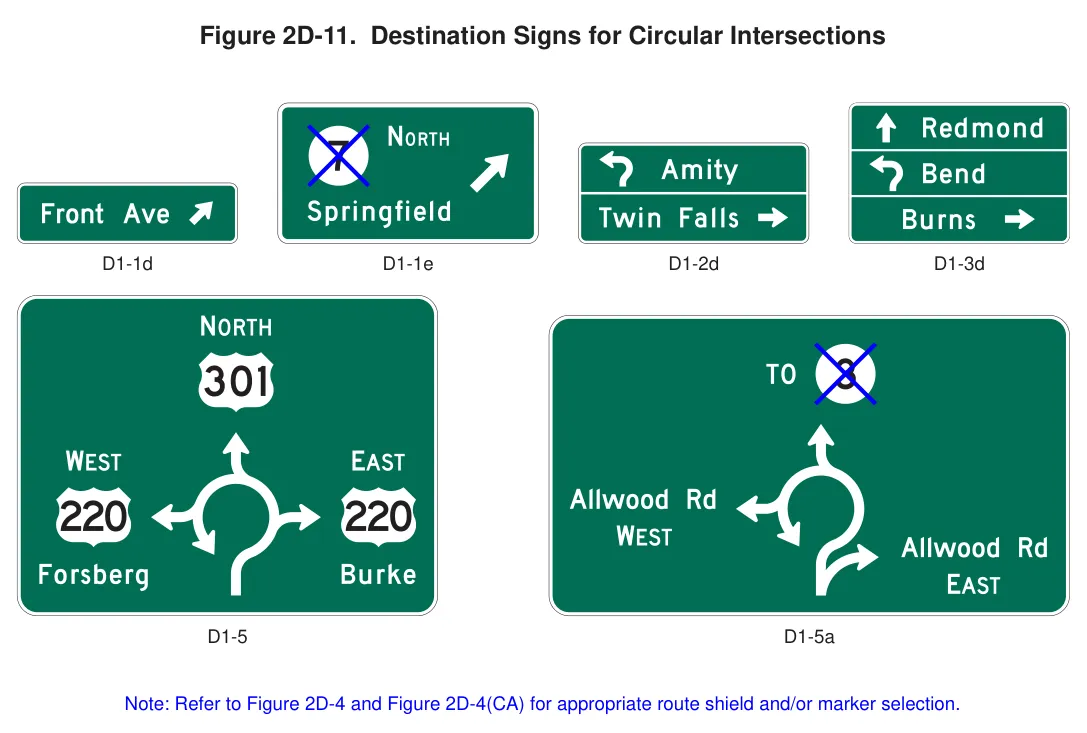 Figure 2D-11. Destination Signs for Circular Intersections
Front Ave
D1-1d
7 NORTH
Springfield
D1-1e
Amity
Twin Falls
D1-2d
Redmond
Bend
Burns
D1-3d
NORTH
301
WEST
220
Forsberg
EAST
220
Burke
D1-5
TO 8
Allwood Rd
WEST
Allwood Rd
EAST
D1-5a
Note: Refer to Figure 2D-4 and Figure 2D-4(CA) for appropriate route shield and/or marker selection.